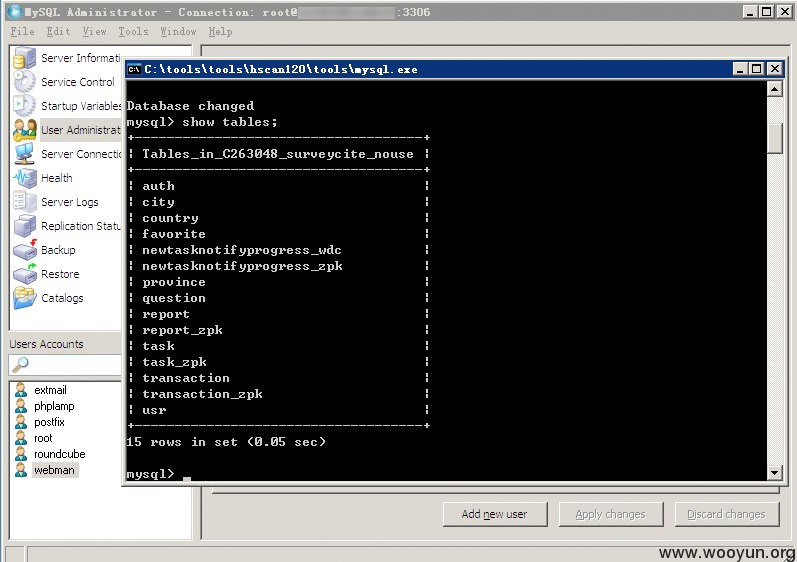 MySQL Administrator - Connection: root@ :3306
File Edit View Tools Window Help
Server Informati
Service Control
Startup Variables
User Administrat
Server Connectio
Health
Server Logs
Replication Statu
Backup
Restore
Catalogs
Users Accounts
extmail
phplamp
postfix
root
roundcube
webman
C:\tools\tools\hscan120\tools\mysql.exe
Database changed
mysql> show tables;
+-----------------------------------+
| Tables_in_C263048_surveycite_nouse |
+-----------------------------------+
| auth |
| city |
| country |
| favorite |
| newtasknotifyprogress_wdc |
| newtasknotifyprogress_zpk |
| province |
| question |
| report |
| report_zpk |
| task |
| task_zpk |
| transaction |
| transaction_zpk |
| usr |
+-----------------------------------+
15 rows in set (0.05 sec)
mysql> _
Add new user
Apply changes
Discard changes
www.wooyun.org